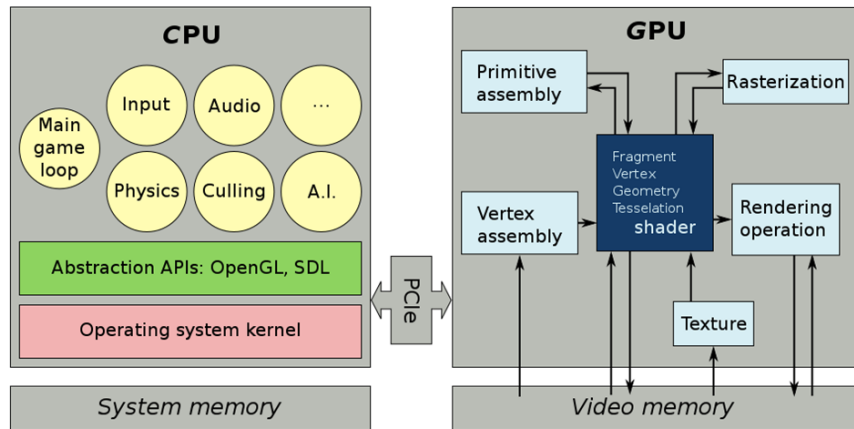 CPU
Input
Audio
...
Main
game
loop
Physics
Culling
A.I.
Abstraction APIs: OpenGL, SDL
Operating system kernel
System memory
PCIe
GPU
Primitive
assembly
Rasterization
Fragment
Vertex
Geometry
Tesselation
shader
Vertex
assembly
Rendering
operation
Texture
Video memory